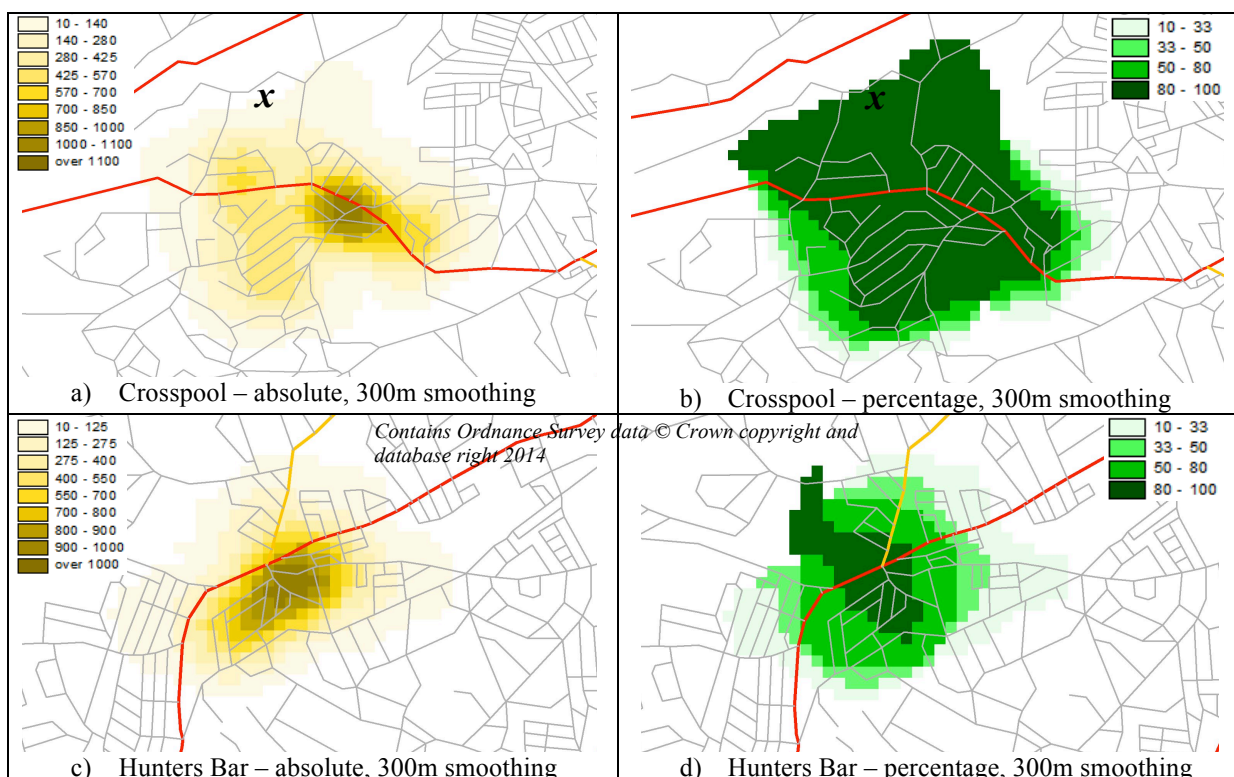 10 - 140
140 - 280
280 - 425
425 - 570
570 - 700
700 - 850
850 - 1000
1000 - 1100
over 1100
x
a) Crosspool – absolute, 300m smoothing
10 - 33
33 - 50
50 - 80
80 - 100
x
b) Crosspool – percentage, 300m smoothing
10 - 125
125 - 275
275 - 400
400 - 550
550 - 700
700 - 800
800 - 900
900 - 1000
over 1000
Contains Ordnance Survey data © Crown copyright and
database right 2014
c) Hunters Bar – absolute, 300m smoothing
10 - 33
33 - 50
50 - 80
80 - 100
d) Hunters Bar – percentage, 300m smoothing